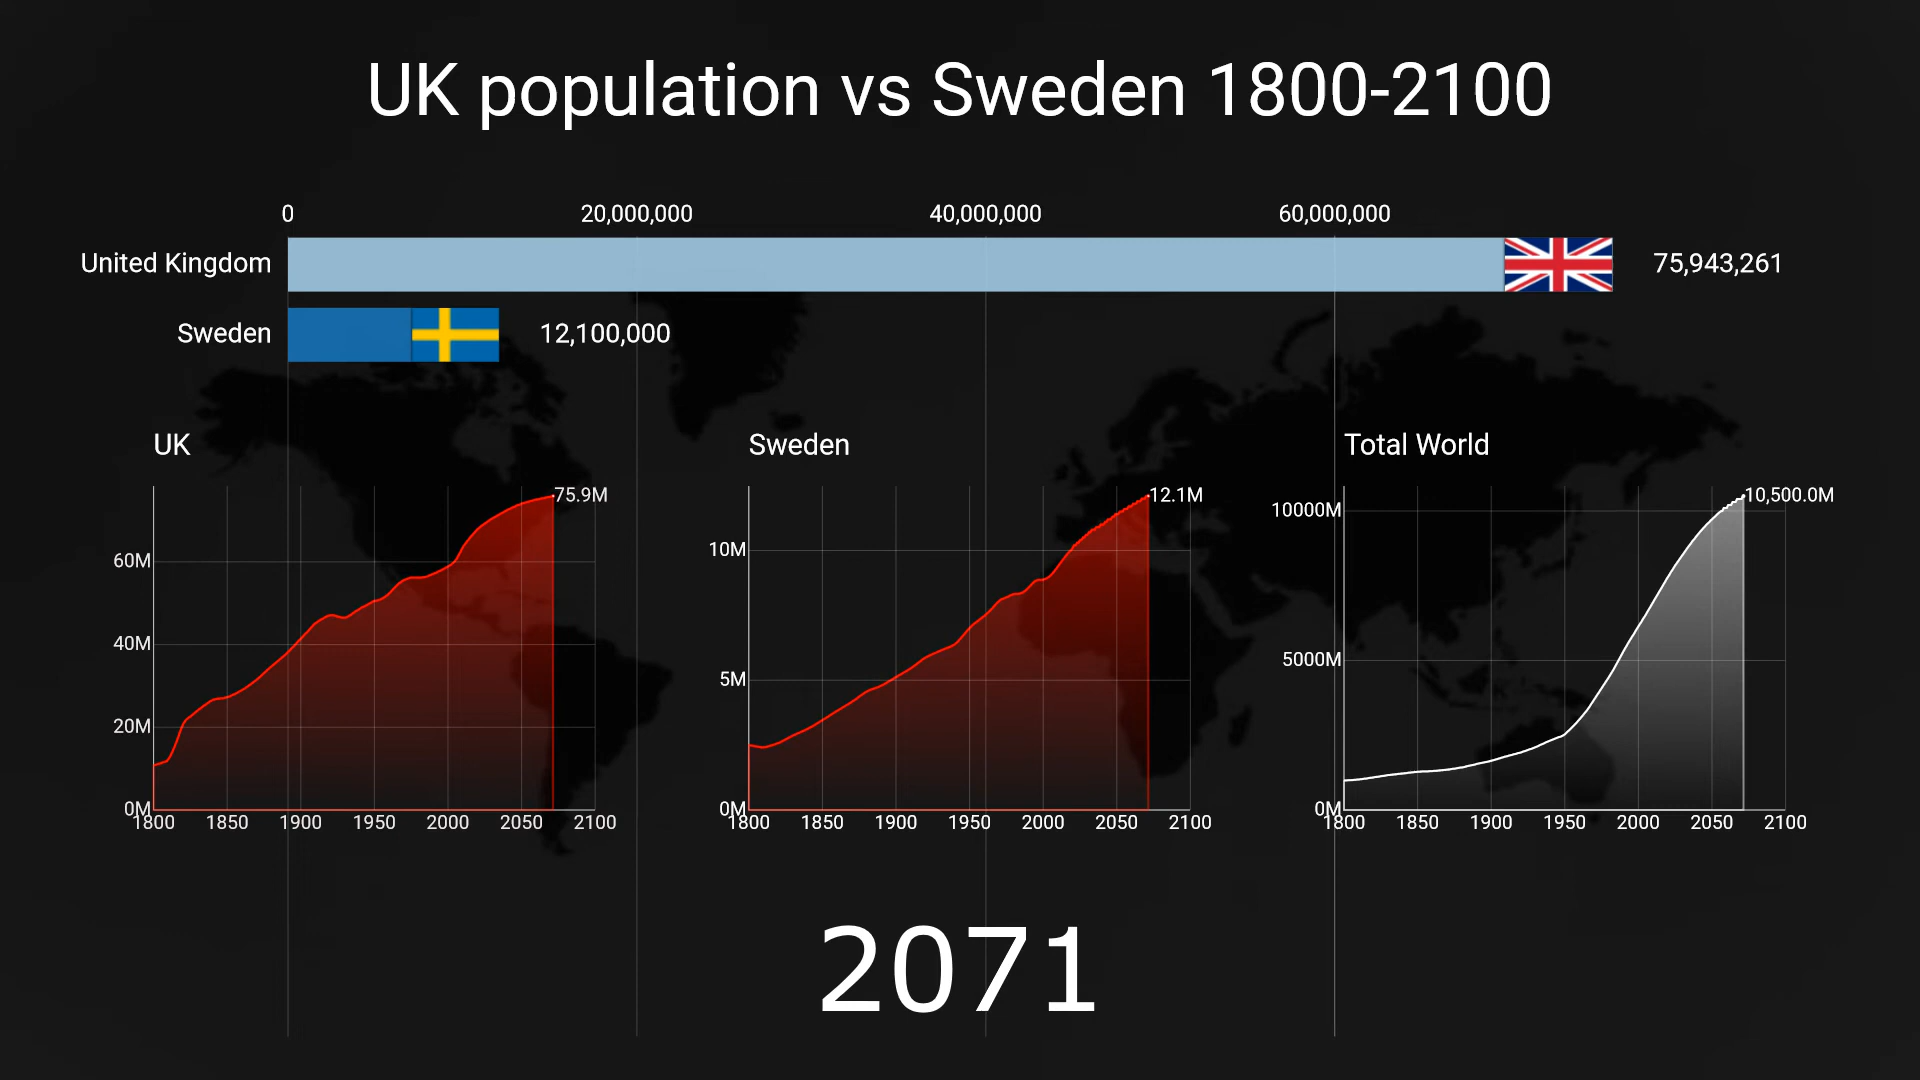 UK population vs Sweden 1800-2100
0 20,000,000 40,000,000 60,000,000
United Kingdom 75,943,261
Sweden 12,100,000
UK
75.9M
60M
40M
20M
0M
1800 1850 1900 1950 2000 2050 2100
Sweden
12.1M
10M
5M
0M
1800 1850 1900 1950 2000 2050 2100
Total World
10,500.0M
10000M
5000M
0M
1800 1850 1900 1950 2000 2050 2100
2071